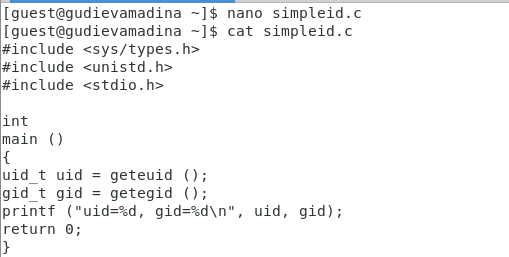 [guest@gudievamadina ~]$ nano simpleid.c
[guest@gudievamadina ~]$ cat simpleid.c
#include <sys/types.h>
#include <unistd.h>
#include <stdio.h>

int
main ()
{
uid_t uid = geteuid ();
gid_t gid = getegid ();
printf ("uid=%d, gid=%d\n", uid, gid);
return 0;
}